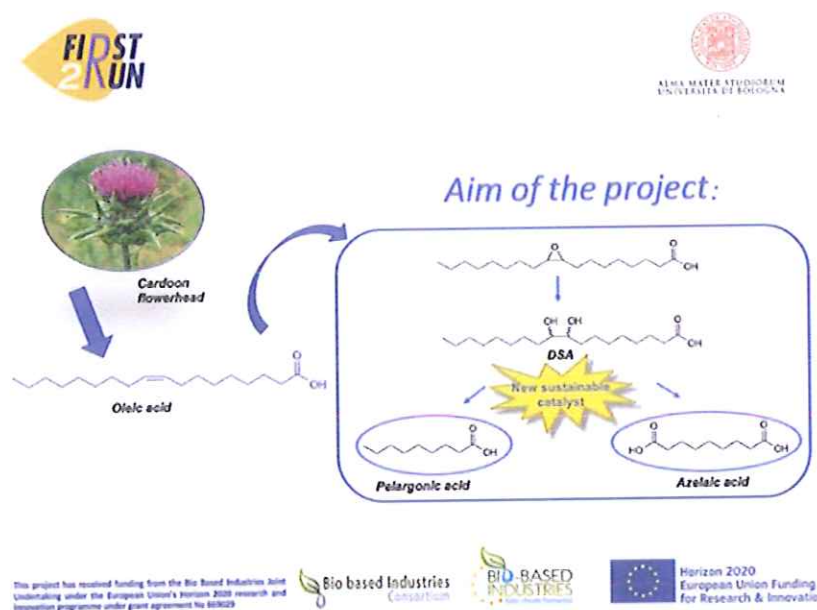 FIRST
2RUN
ALMA MATER STUDIORUM
UNIVERSITÀ DI BOLOGNA
Aim of the project:
Cardoon
flowerhead
O
O
OH
OH OH
O
OH
DSA
O
OH
Oleic acid
New sustainable
catalyst
O
OH
Pelargonic acid
O
HO
O
OH
Azelaic acid
This project has received funding from the Bio Based Industries Joint
Undertaking under the European Union's Horizon 2020 research and
innovation programme under grant agreement No 669029
Bio based Industries
Consortium
BIO-BASED
INDUSTRIES
Horizon 2020
European Union Funding
for Research & Innovatio